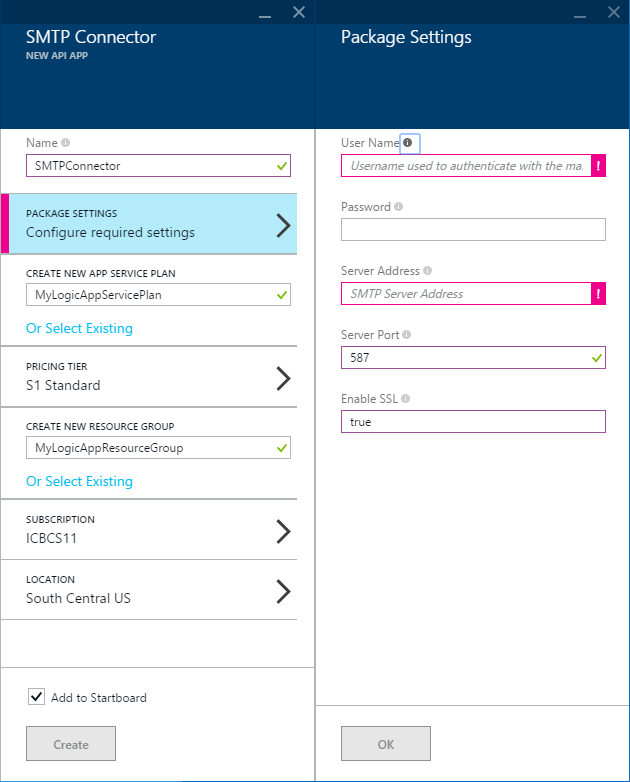 SMTP Connector
NEW API APP
Name
SMTPConnector
PACKAGE SETTINGS
Configure required settings
CREATE NEW APP SERVICE PLAN
MyLogicAppServicePlan
Or Select Existing
PRICING TIER
S1 Standard
CREATE NEW RESOURCE GROUP
MyLogicAppResourceGroup
Or Select Existing
SUBSCRIPTION
ICBCS11
LOCATION
South Central US
Add to Startboard
Create
Package Settings
User Name
Username used to authenticate with the ma
!
Password
Server Address
SMTP Server Address
!
Server Port
587
Enable SSL
true
OK